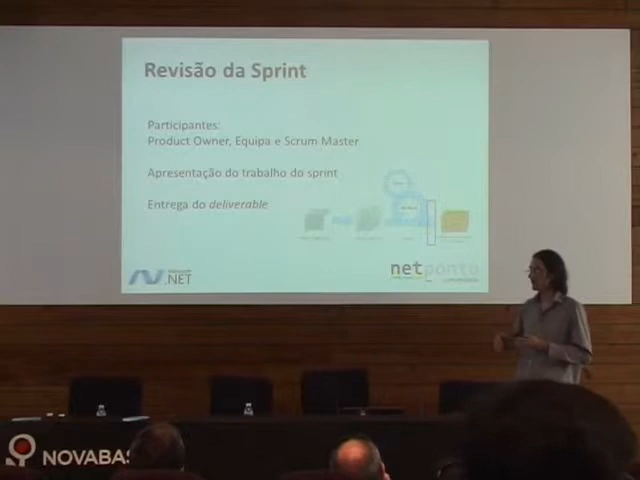 Revisão da Sprint
Participantes:
Product Owner, Equipa e Scrum Master
Apresentação do trabalho do sprint
Entrega do deliverable
.NET
netponto
NOVABAS